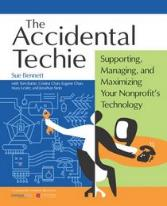 The
Accidental
Techie
Sue Bennett
Supporting,
Managing, and
Maximizing
Your Nonprofit's
Technology